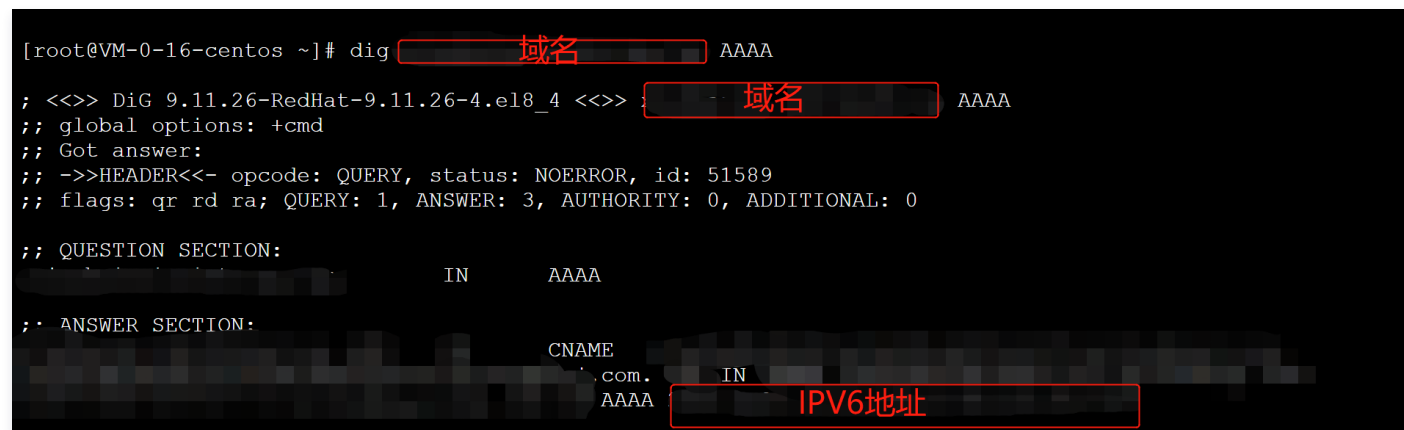 [root@VM-0-16-centos ~]# dig 域名 AAAA
; <<>> DiG 9.11.26-RedHat-9.11.26-4.el8_4 <<>> 域名 AAAA
;; global options: +cmd
;; Got answer:
;; ->>HEADER<<- opcode: QUERY, status: NOERROR, id: 51589
;; flags: qr rd ra; QUERY: 1, ANSWER: 3, AUTHORITY: 0, ADDITIONAL: 0
;; QUESTION SECTION:
IN AAAA
;; ANSWER SECTION:
CNAME
.com. IN
AAAA IPV6地址